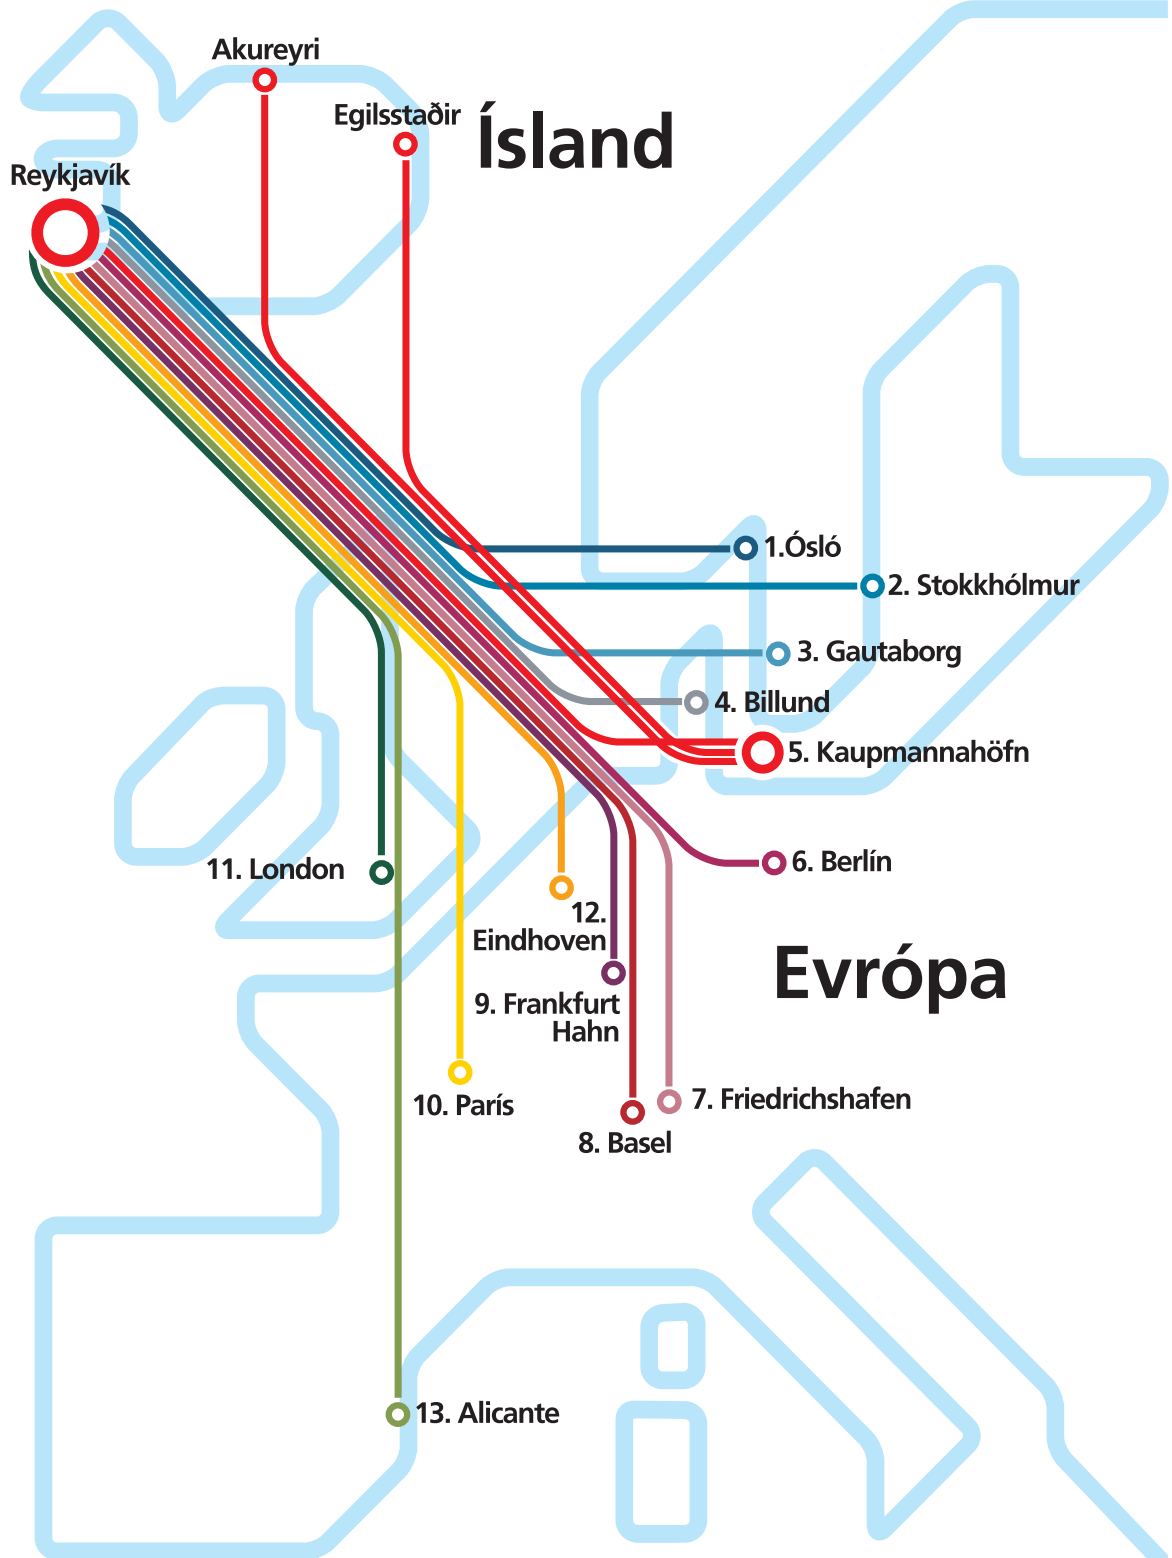 Akureyri
Egilsstaðir
Ísland
Reykjavík
1.Ósló
2. Stokkhólmur
3. Gautaborg
4. Billund
5. Kaupmannahöfn
6. Berlín
11. London
12.
Eindhoven
Evrópa
9. Frankfurt
Hahn
10. París
7. Friedrichshafen
8. Basel
13. Alicante